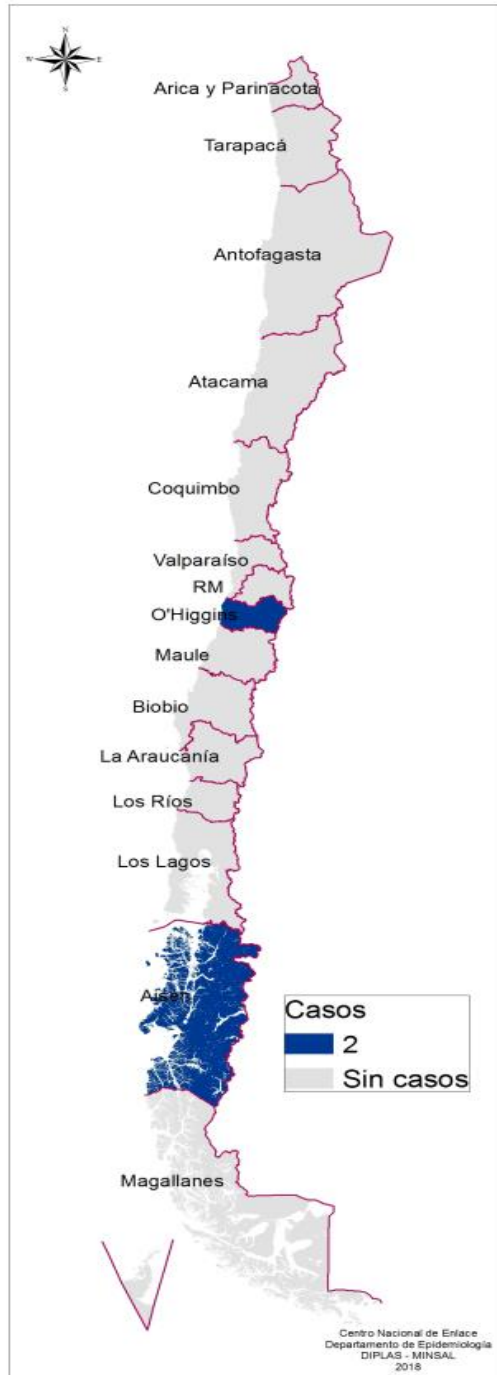 N
W E
S
Arica y Parinacota
Tarapacá
Antofagasta
Atacama
Coquimbo
Valparaíso
RM
O'Higgins
Maule
Biobio
La Araucanía
Los Ríos
Los Lagos
Aisén
Casos
2
Sin casos
Magallanes
Centro Nacional de Enlace
Departamento de Epidemiología
DIPLAS - MINSAL
2018